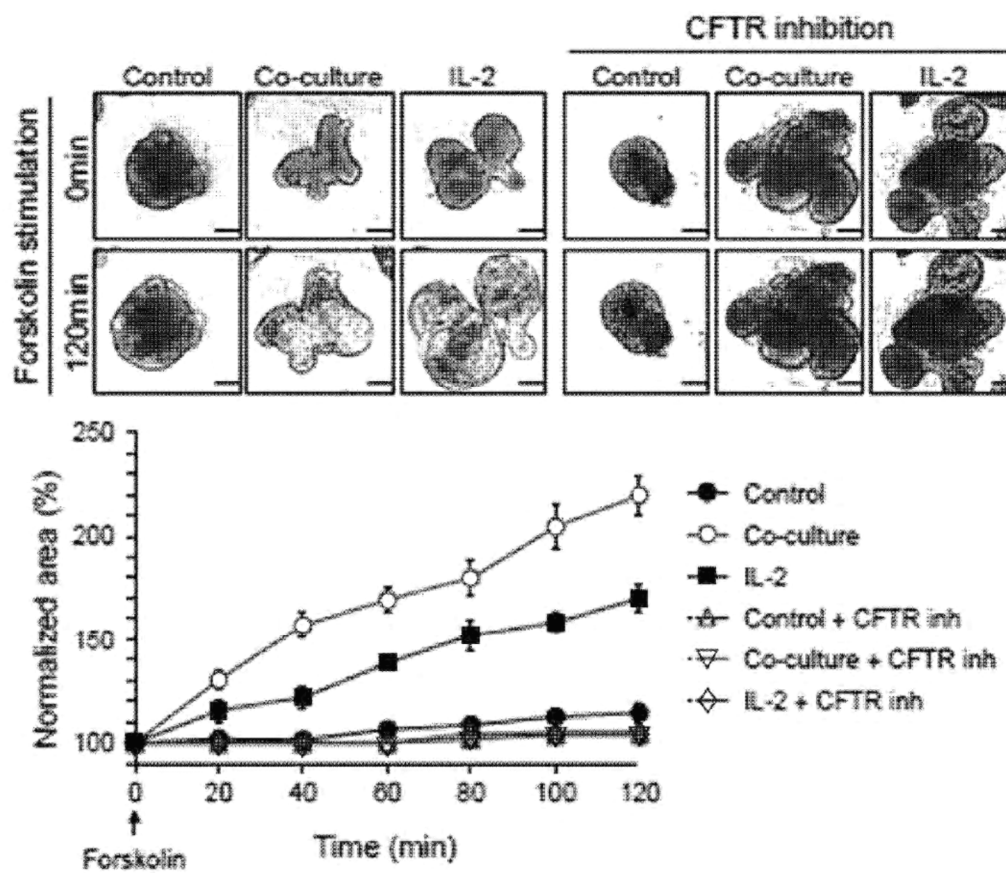 CFTR inhibition
Control Co-culture IL-2 Control Co-culture IL-2
Forskolin stimulation
0min
120min
Normalized area (%)
250
200
150
100
0 20 40 60 80 100 120
Forskolin
Time (min)
Control
Co-culture
IL-2
Control + CFTR inh
Co-culture + CFTR inh
IL-2 + CFTR inh